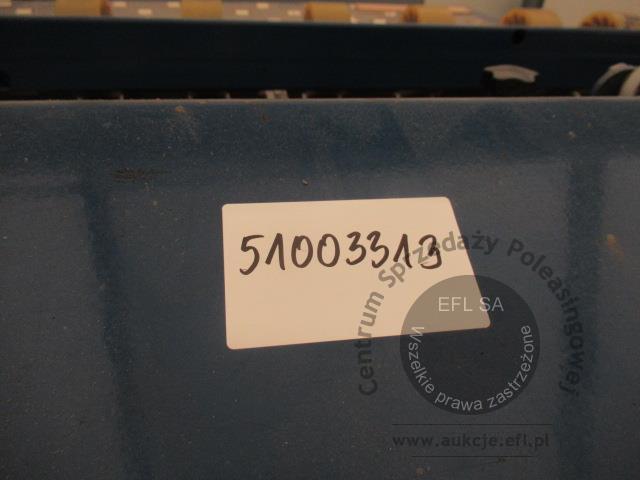 51003313
Centrum Sprzedaży Poleasingowej
EFL SA
Wszelkie prawa zastrzeżone
www.aukcje.efl.pl